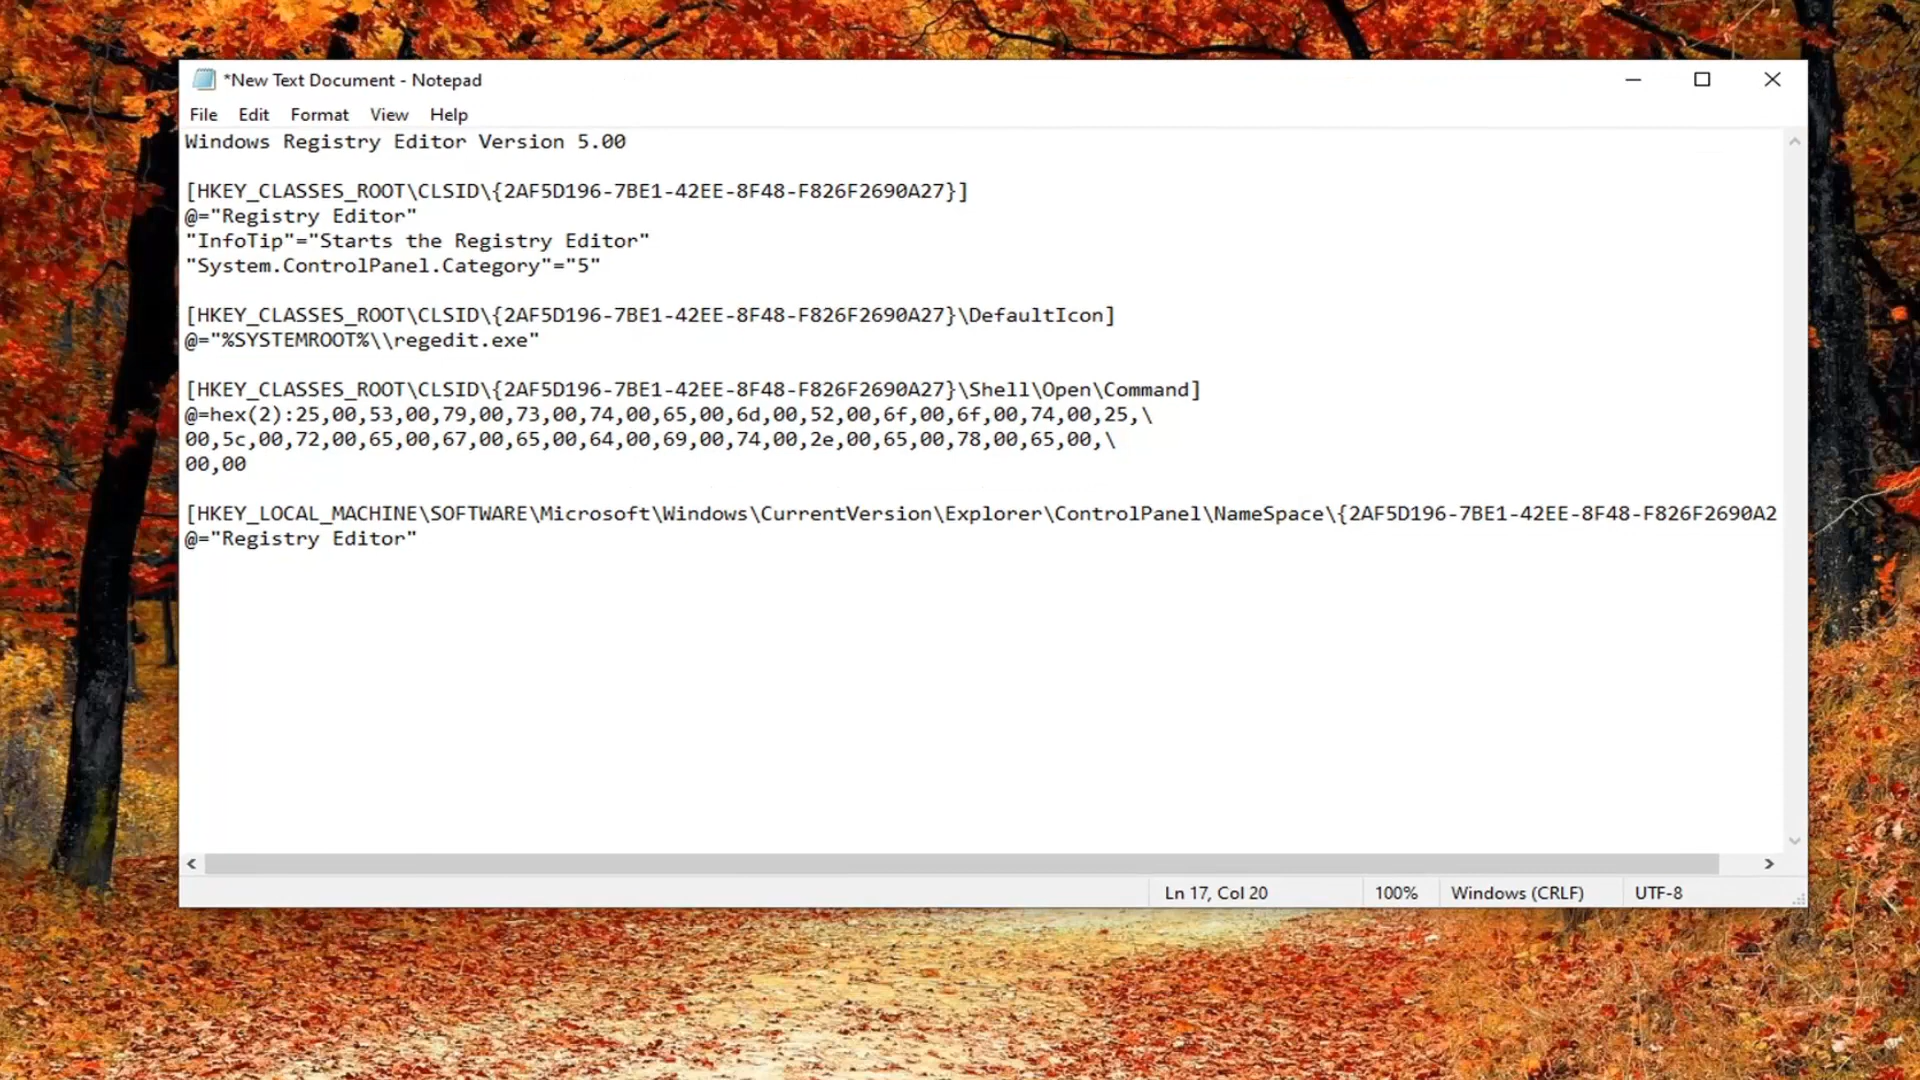 *New Text Document - Notepad
File Edit Format View Help
Windows Registry Editor Version 5.00
[HKEY_CLASSES_ROOT\CLSID\{2AF5D196-7BE1-42EE-8F48-F826F2690A27}]
@="Registry Editor"
"InfoTip"="Starts the Registry Editor"
"System.ControlPanel.Category"="5"
[HKEY_CLASSES_ROOT\CLSID\{2AF5D196-7BE1-42EE-8F48-F826F2690A27}\DefaultIcon]
@="%SYSTEMROOT%\\regedit.exe"
[HKEY_CLASSES_ROOT\CLSID\{2AF5D196-7BE1-42EE-8F48-F826F2690A27}\Shell\Open\Command]
@=hex(2):25,00,53,00,79,00,73,00,74,00,65,00,6d,00,52,00,6f,00,6f,00,74,00,25,\
00,5c,00,72,00,65,00,67,00,65,00,64,00,69,00,74,00,2e,00,65,00,78,00,65,00,\
00,00
[HKEY_LOCAL_MACHINE\SOFTWARE\Microsoft\Windows\CurrentVersion\Explorer\ControlPanel\NameSpace\{2AF5D196-7BE1-42EE-8F48-F826F2690A2
@="Registry Editor"
Ln 17, Col 20 100% Windows (CRLF) UTF-8